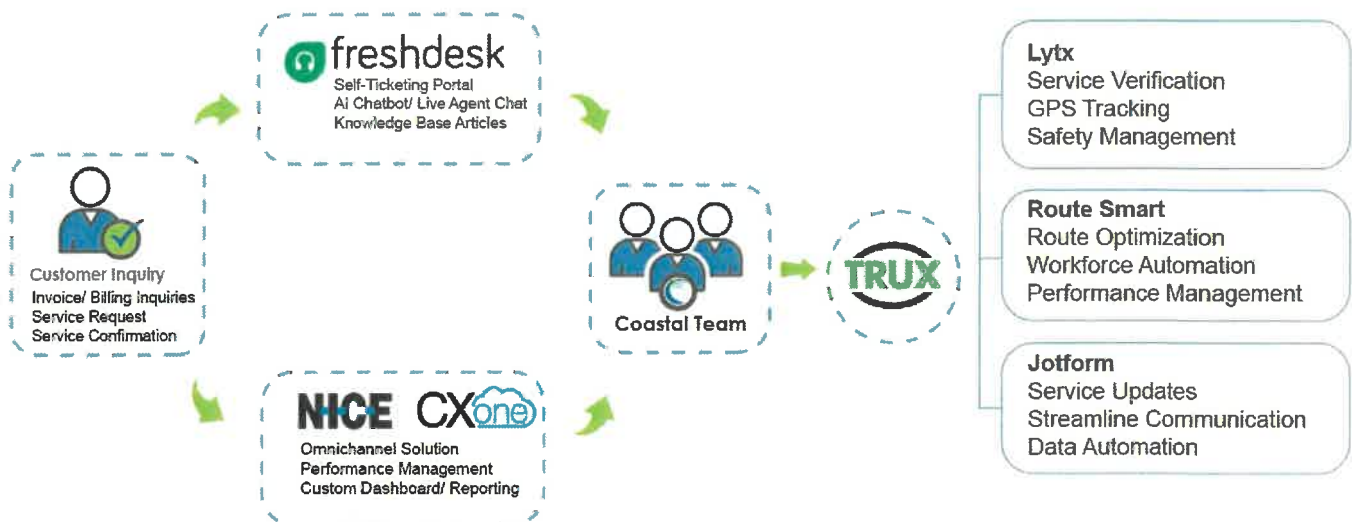 freshdesk
Self-Ticketing Portal
Ai Chatbot/ Live Agent Chat
Knowledge Base Articles
Customer Inquiry
Invoice/ Billing Inquiries
Service Request
Service Confirmation
NICE CXone
Omnichannel Solution
Performance Management
Custom Dashboard/ Reporting
Coastal Team
TRUX
Lytx
Service Verification
GPS Tracking
Safety Management
Route Smart
Route Optimization
Workforce Automation
Performance Management
Jotform
Service Updates
Streamline Communication
Data Automation